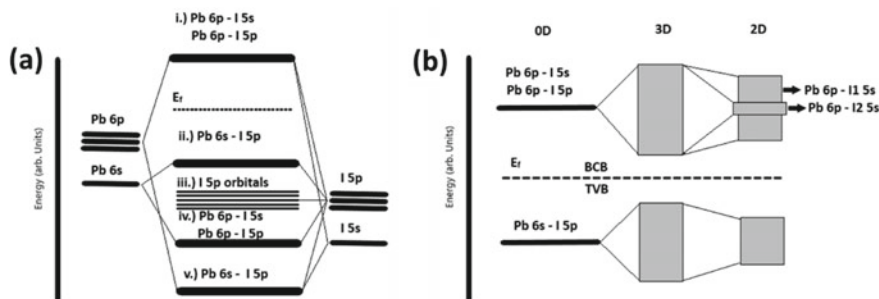 (a)
Energy (arb. Units)
i.) Pb 6p - I 5s
Pb 6p - I 5p
Ef
Pb 6p
ii.) Pb 6s - I 5p
Pb 6s
iii.) I 5p orbitals
I 5p
iv.) Pb 6p - I 5s
Pb 6p - I 5p
I 5s
v.) Pb 6s - I 5p
(b)
Energy (arb. Units)
0D 3D 2D
Pb 6p - I 5s
Pb 6p - I 5p
Pb 6p - I1 5s
Pb 6p - I2 5s
Ef
BCB
TVB
Pb 6s - I 5p